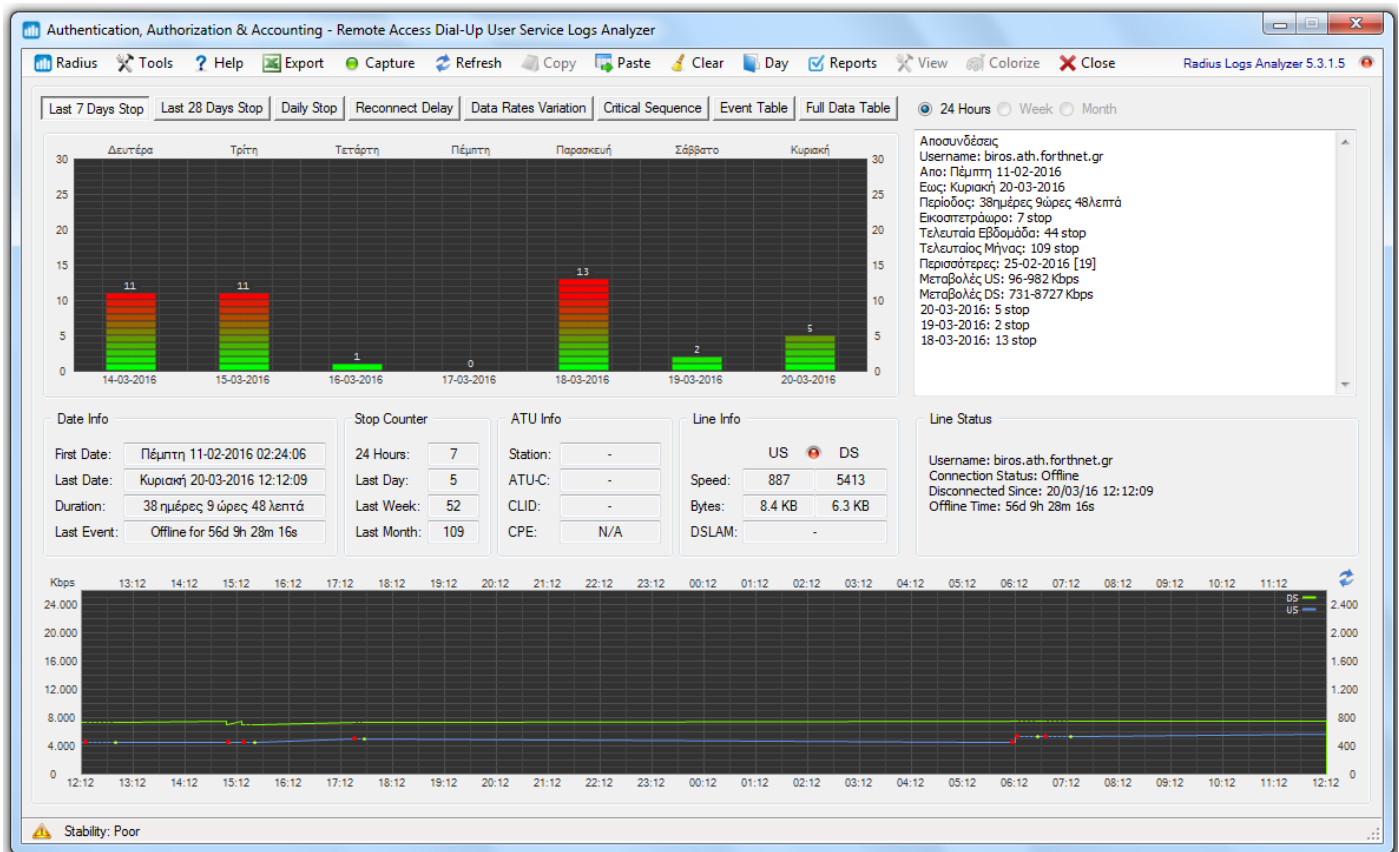 Authentication, Authorization & Accounting - Remote Access Dial-Up User Service Logs Analyzer
Radius Tools ? Help Export Capture Refresh Copy Paste Clear Day Reports View Colorize Close Radius Logs Analyzer 5.3.1.5
Last 7 Days Stop Last 28 Days Stop Daily Stop Reconnect Delay Data Rates Variation Critical Sequence Event Table Full Data Table 24 Hours Week Month
Δευτέρα Τρίτη Τετάρτη Πέμπτη Παρασκευή Σάββατο Κυριακή
30 30
25 25
20 20
15 15
10 10
5 5
0 0
11 11 1 0 13 2 5
14-03-2016 15-03-2016 16-03-2016 17-03-2016 18-03-2016 19-03-2016 20-03-2016
Αποσυνδέσεις
Username: biros.ath.forthnet.gr
Απο: Πέμπτη 11-02-2016
Εως: Κυριακή 20-03-2016
Περίοδος: 38ημέρες 9ώρες 48λεπτά
Εικοσιτετράωρο: 7 stop
Τελευταία Εβδομάδα: 44 stop
Τελευταίος Μήνας: 109 stop
Περισσότερες: 25-02-2016 [19]
Μεταβολές US: 96-982 Kbps
Μεταβολές DS: 731-8727 Kbps
20-03-2016: 5 stop
19-03-2016: 2 stop
18-03-2016: 13 stop
Date Info
First Date: Πέμπτη 11-02-2016 02:24:06
Last Date: Κυριακή 20-03-2016 12:12:09
Duration: 38 ημέρες 9 ώρες 48 λεπτά
Last Event: Offline for 56d 9h 28m 16s
Stop Counter
24 Hours: 7
Last Day: 5
Last Week: 52
Last Month: 109
ATU Info
Station: -
ATU-C: -
CLID: -
CPE: N/A
Line Info
US DS
Speed: 887 5413
Bytes: 8.4 KB 6.3 KB
DSLAM: -
Line Status
Username: biros.ath.forthnet.gr
Connection Status: Offline
Disconnected Since: 20/03/16 12:12:09
Offline Time: 56d 9h 28m 16s
Kbps 13:12 14:12 15:12 16:12 17:12 18:12 19:12 20:12 21:12 22:12 23:12 00:12 01:12 02:12 03:12 04:12 05:12 06:12 07:12 08:12 09:12 10:12 11:12
DS
US
24.000 2.400
20.000 2.000
16.000 1.600
12.000 1.200
8.000 800
4.000 400
0 0
12:12 13:12 14:12 15:12 16:12 17:12 18:12 19:12 20:12 21:12 22:12 23:12 00:12 01:12 02:12 03:12 04:12 05:12 06:12 07:12 08:12 09:12 10:12 11:12 12:12
Stability: Poor